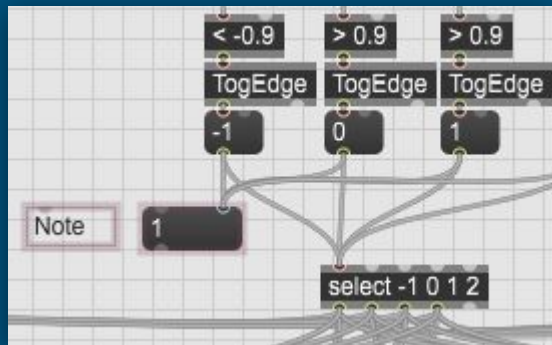 < -0.9 > 0.9 > 0.9
TogEdge TogEdge TogEdge
-1 0 1
Note 1
select -1 0 1 2